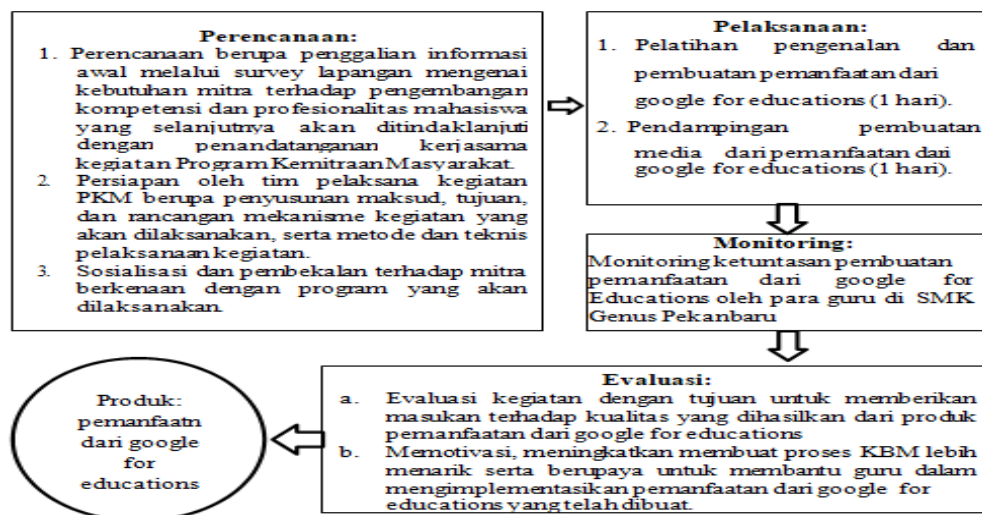 Perencanaan:
1. Perencanaan berupa penggalian informasi
awal melalui survey lapangan mengenai
kebutuhan mitra terhadap pengembangan
kompetensi dan profesionalitas mahasiswa
yang selanjutnya akan ditindaklanjuti
dengan penandatanganan kerjasama
kegiatan Program Kemitraan Masyarakat.
2. Persiapan oleh tim pelaksana kegiatan
PKM berupa penyusunan maksud, tujuan,
dan rancangan mekanisme kegiatan yang
akan dilaksanakan, serta metode dan teknis
pelaksanaan kegiatan.
3. Sosialisasi dan pembekalan terhadap mitra
berkenaan dengan program yang akan
dilaksanakan.
Pelaksanaan:
1. Pelatihan pengenalan dan
pembuatan pemanfaatan dari
google for educations (1 hari).
2. Pendampingan pembuatan
media dari pemanfaatan dari
google for educations (1 hari).
Monitoring:
Monitoring ketuntasan pembuatan
pemanfaatan dari google for
Educations oleh para guru di SMK
Genus Pekanbaru
Evaluasi:
a. Evaluasi kegiatan dengan tujuan untuk memberikan
masukan terhadap kualitas yang dihasilkan dari produk
pemanfaatan dari google for educations
b. Memotivasi, meningkatkan membuat proses KBM lebih
menarik serta berupaya untuk membantu guru dalam
mengimplementasikan pemanfaatan dari google for
educations yang telah dibuat.
Produk:
pemanfaatn
dari google
for
educations